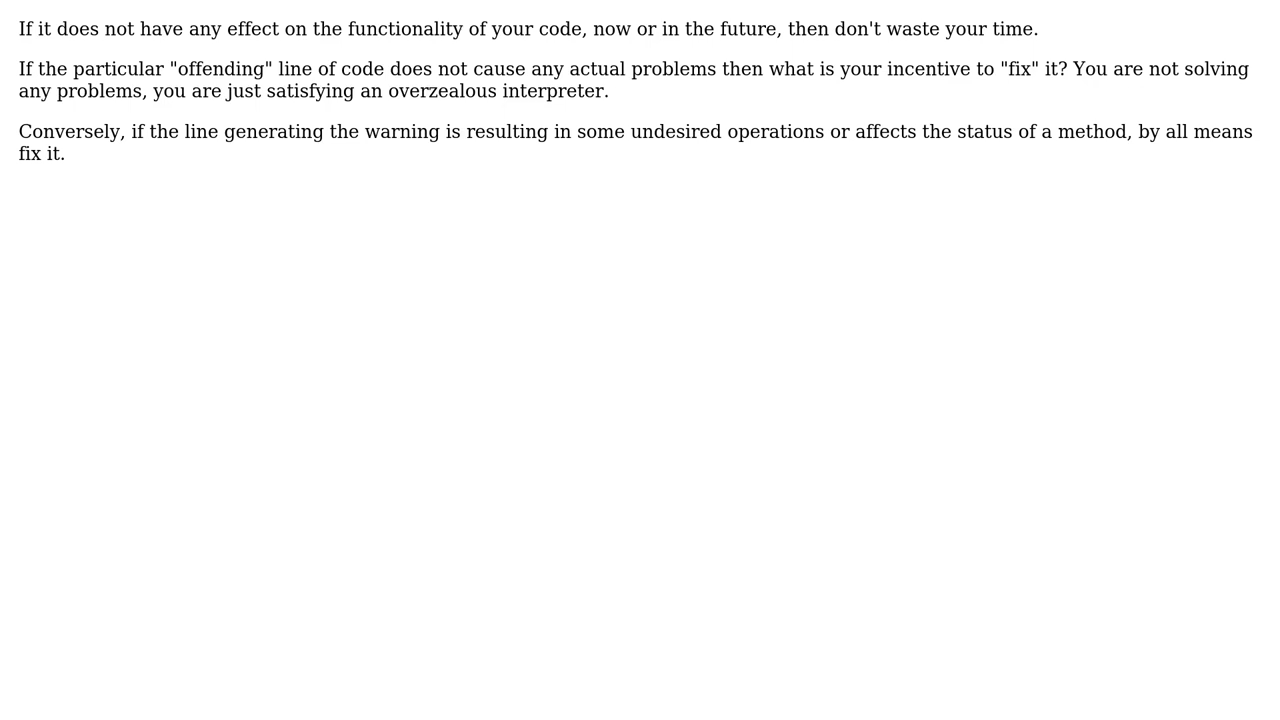 If it does not have any effect on the functionality of your code, now or in the future, then don't waste your time.
If the particular "offending" line of code does not cause any actual problems then what is your incentive to "fix" it? You are not solving
any problems, you are just satisfying an overzealous interpreter.
Conversely, if the line generating the warning is resulting in some undesired operations or affects the status of a method, by all means
fix it.